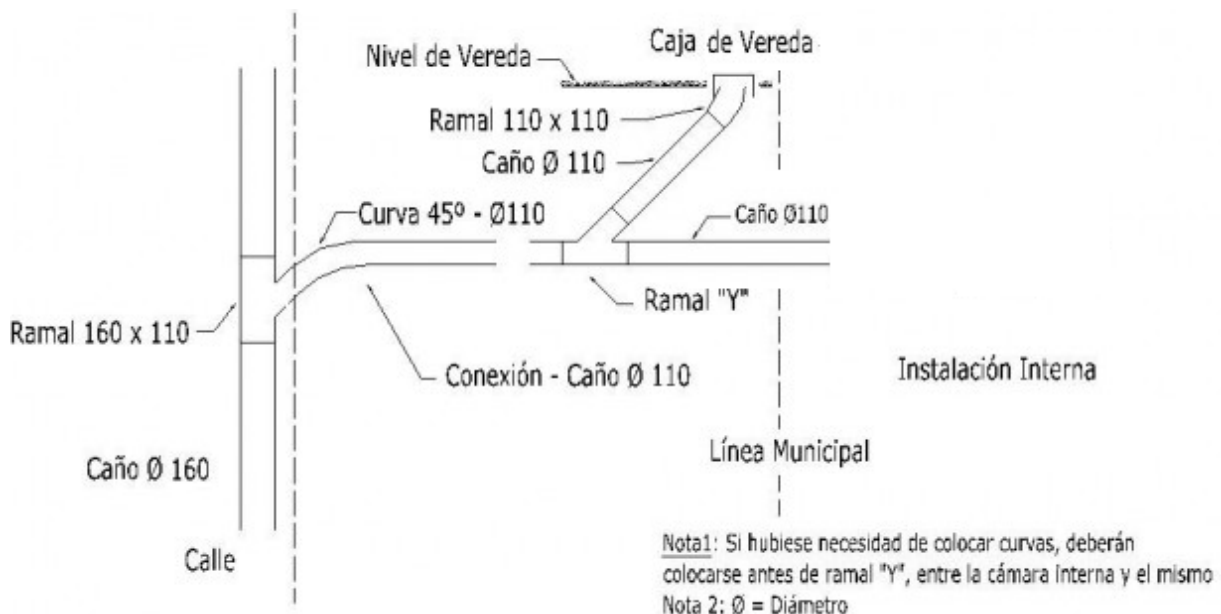 Caja de Vereda
Nivel de Vereda
Ramal 110 x 110
Caño Ø 110
Curva 45º - Ø110
Caño Ø110
Ramal "Y"
Ramal 160 x 110
Conexión - Caño Ø 110
Instalación Interna
Línea Municipal
Caño Ø 160
Calle
Nota1: Si hubiese necesidad de colocar curvas, deberán
colocarse antes de ramal "Y", entre la cámara interna y el mismo
Nota 2: Ø = Diámetro